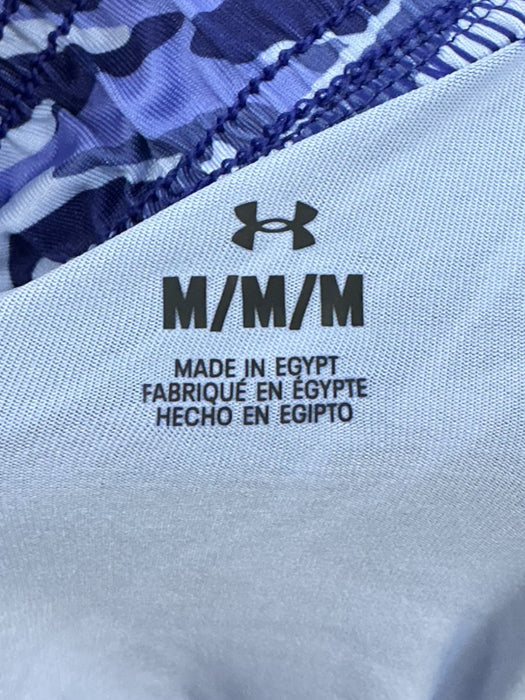 M/M/M
MADE IN EGYPT
FABRIQUÉ EN ÉGYPTE
HECHO EN EGIPTO